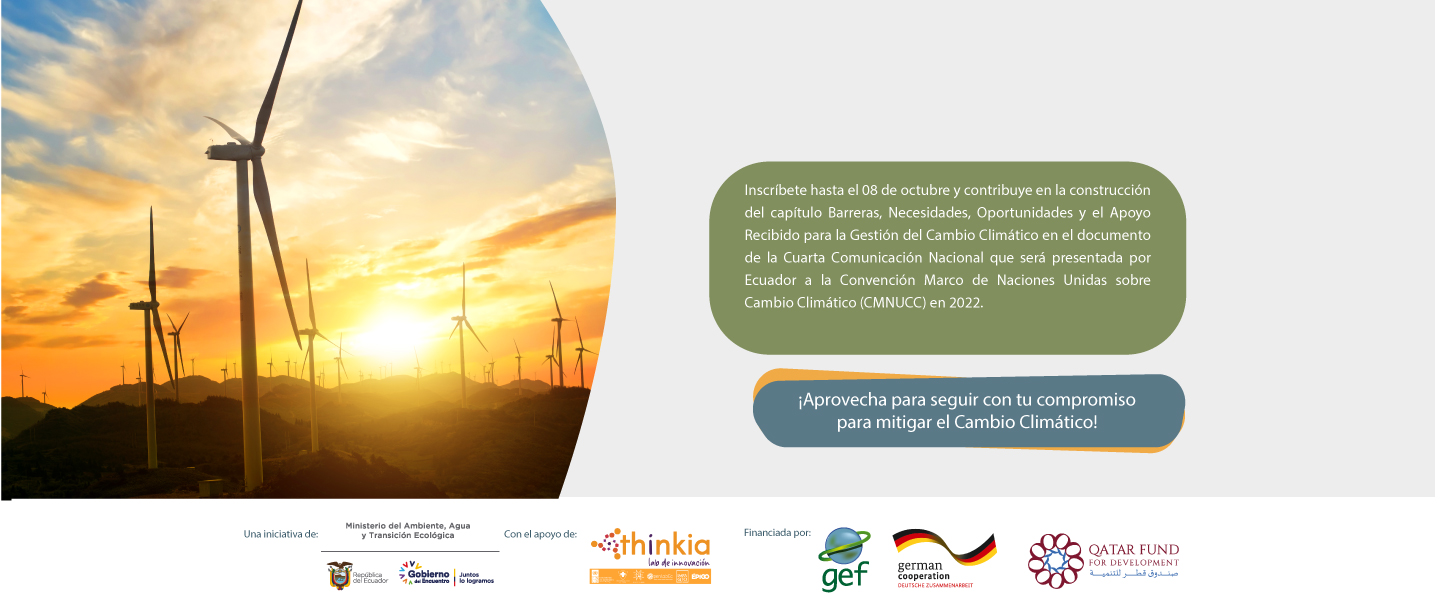 Inscríbete hasta el 08 de octubre y contribuye en la construcción
del capítulo Barreras, Necesidades, Oportunidades y el Apoyo
Recibido para la Gestión del Cambio Climático en el documento
de la Cuarta Comunicación Nacional que será presentada por
Ecuador a la Convención Marco de Naciones Unidas sobre
Cambio Climático (CMNUCC) en 2022.
¡Aprovecha para seguir con tu compromiso
para mitigar el Cambio Climático!
Una iniciativa de:
Ministerio del Ambiente, Agua
y Transición Ecológica
República
del Ecuador
Gobierno
del Encuentro
Juntos
lo logramos
Con el apoyo de:
thinkia
lab de innovación
Financiada por:
gef
german
cooperation
DEUTSCHE ZUSAMMENARBEIT
QATAR FUND
FOR DEVELOPMENT
صندوق قطر للتنمية